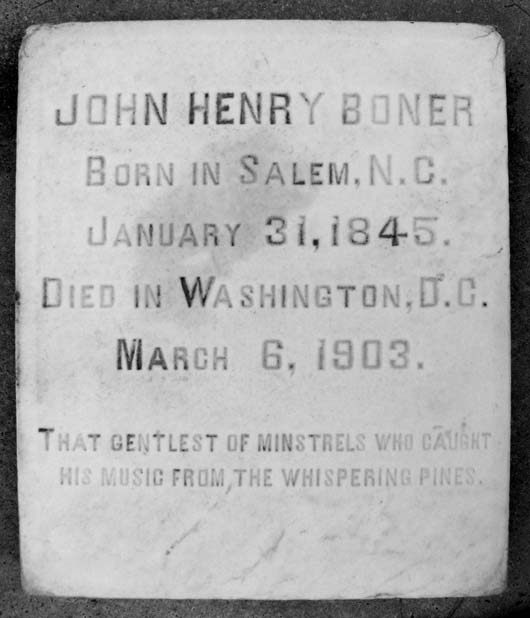 JOHN HENRY BONER
BORN IN SALEM, N.C.
JANUARY 31, 1845.
DIED IN WASHINGTON, D.C.
MARCH 6, 1903.
THAT GENTLEST OF MINSTRELS WHO CAUGHT
HIS MUSIC FROM THE WHISPERING PINES.